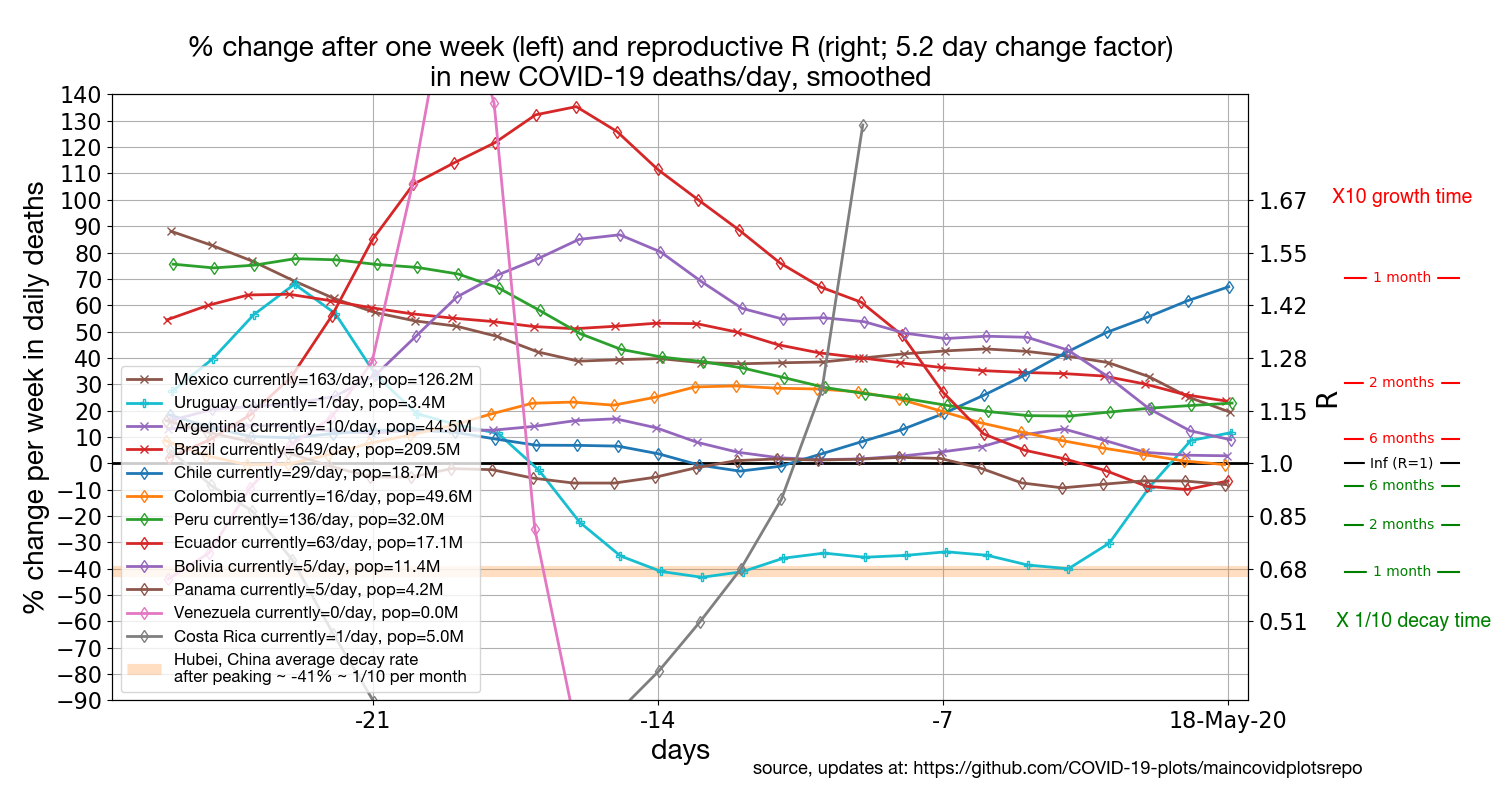 % change after one week (left) and reproductive R (right; 5.2 day change factor)
in new COVID-19 deaths/day, smoothed
% change per week in daily deaths
140
130
120
110
100
90
80
70
60
50
40
30
20
10
0
−10
−20
−30
−40
−50
−60
−70
−80
−90
Mexico currently=163/day, pop=126.2M
Uruguay currently=1/day, pop=3.4M
Argentina currently=10/day, pop=44.5M
Brazil currently=649/day, pop=209.5M
Chile currently=29/day, pop=18.7M
Colombia currently=16/day, pop=49.6M
Peru currently=136/day, pop=32.0M
Ecuador currently=63/day, pop=17.1M
Bolivia currently=5/day, pop=11.4M
Panama currently=5/day, pop=4.2M
Venezuela currently=0/day, pop=0.0M
Costa Rica currently=1/day, pop=5.0M
Hubei, China average decay rate
after peaking ~ -41% ~ 1/10 per month
-21
-14
-7
18-May-20
days
1.67
1.55
1.42
1.28
1.15
1.0
0.85
0.68
0.51
R
X10 growth time
1 month
2 months
6 months
Inf (R=1)
6 months
2 months
1 month
X 1/10 decay time
source, updates at: https://github.com/COVID-19-plots/maincovidplotsrepo